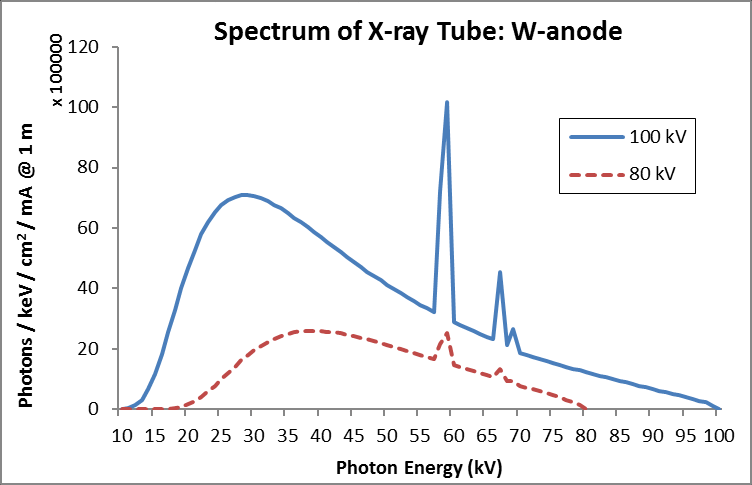 Spectrum of X-ray Tube: W-anode
x 100000
Photons / keV / cm² / mA @ 1 m
120
100
80
60
40
20
0
100 kV
80 kV
10 15 20 25 30 35 40 45 50 55 60 65 70 75 80 85 90 95 100
Photon Energy (kV)